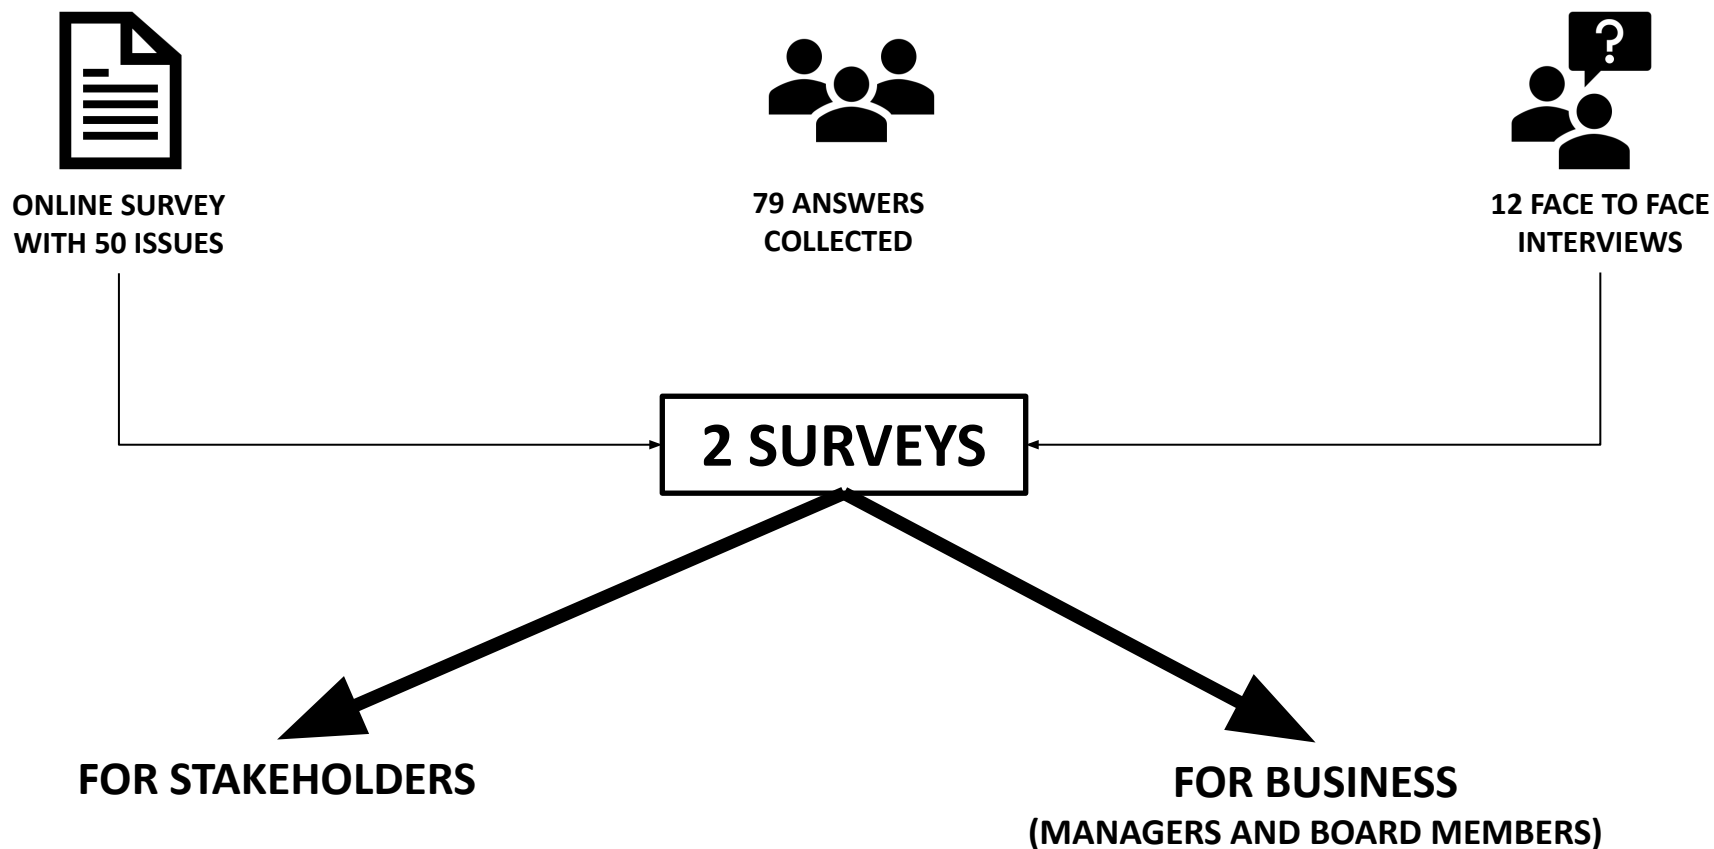 ?
ONLINE SURVEY
WITH 50 ISSUES
79 ANSWERS
COLLECTED
12 FACE TO FACE
INTERVIEWS
2 SURVEYS
FOR STAKEHOLDERS
FOR BUSINESS
(MANAGERS AND BOARD MEMBERS)